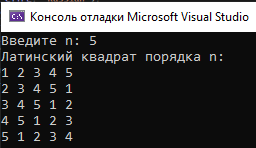 Консоль отладки Microsoft Visual Studio
Введите n: 5
Латинский квадрат порядка n:
1 2 3 4 5
2 3 4 5 1
3 4 5 1 2
4 5 1 2 3
5 1 2 3 4